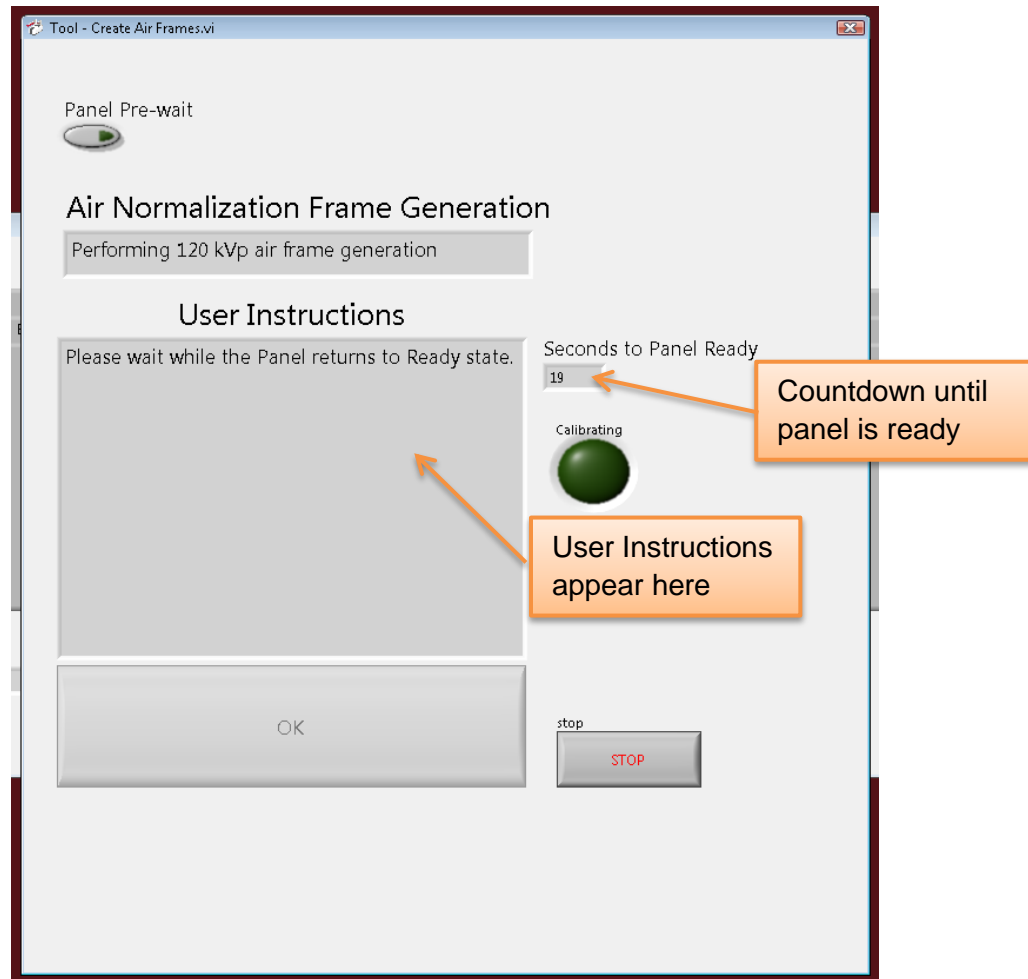 Tool - Create Air Frames.vi
Panel Pre-wait
Air Normalization Frame Generation
Performing 120 kVp air frame generation
User Instructions
Please wait while the Panel returns to Ready state.
Seconds to Panel Ready
19
Countdown until
panel is ready
Calibrating
User Instructions
appear here
OK
stop
STOP